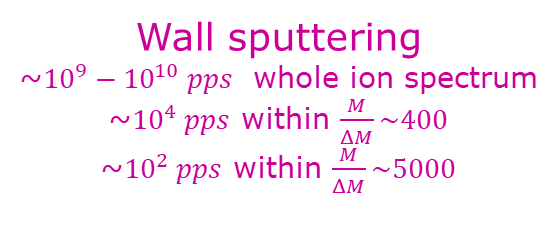 Wall sputtering
~10⁹ − 10¹⁰ pps whole ion spectrum
~10⁴ pps within M/ΔM ~400
~10² pps within M/ΔM ~5000